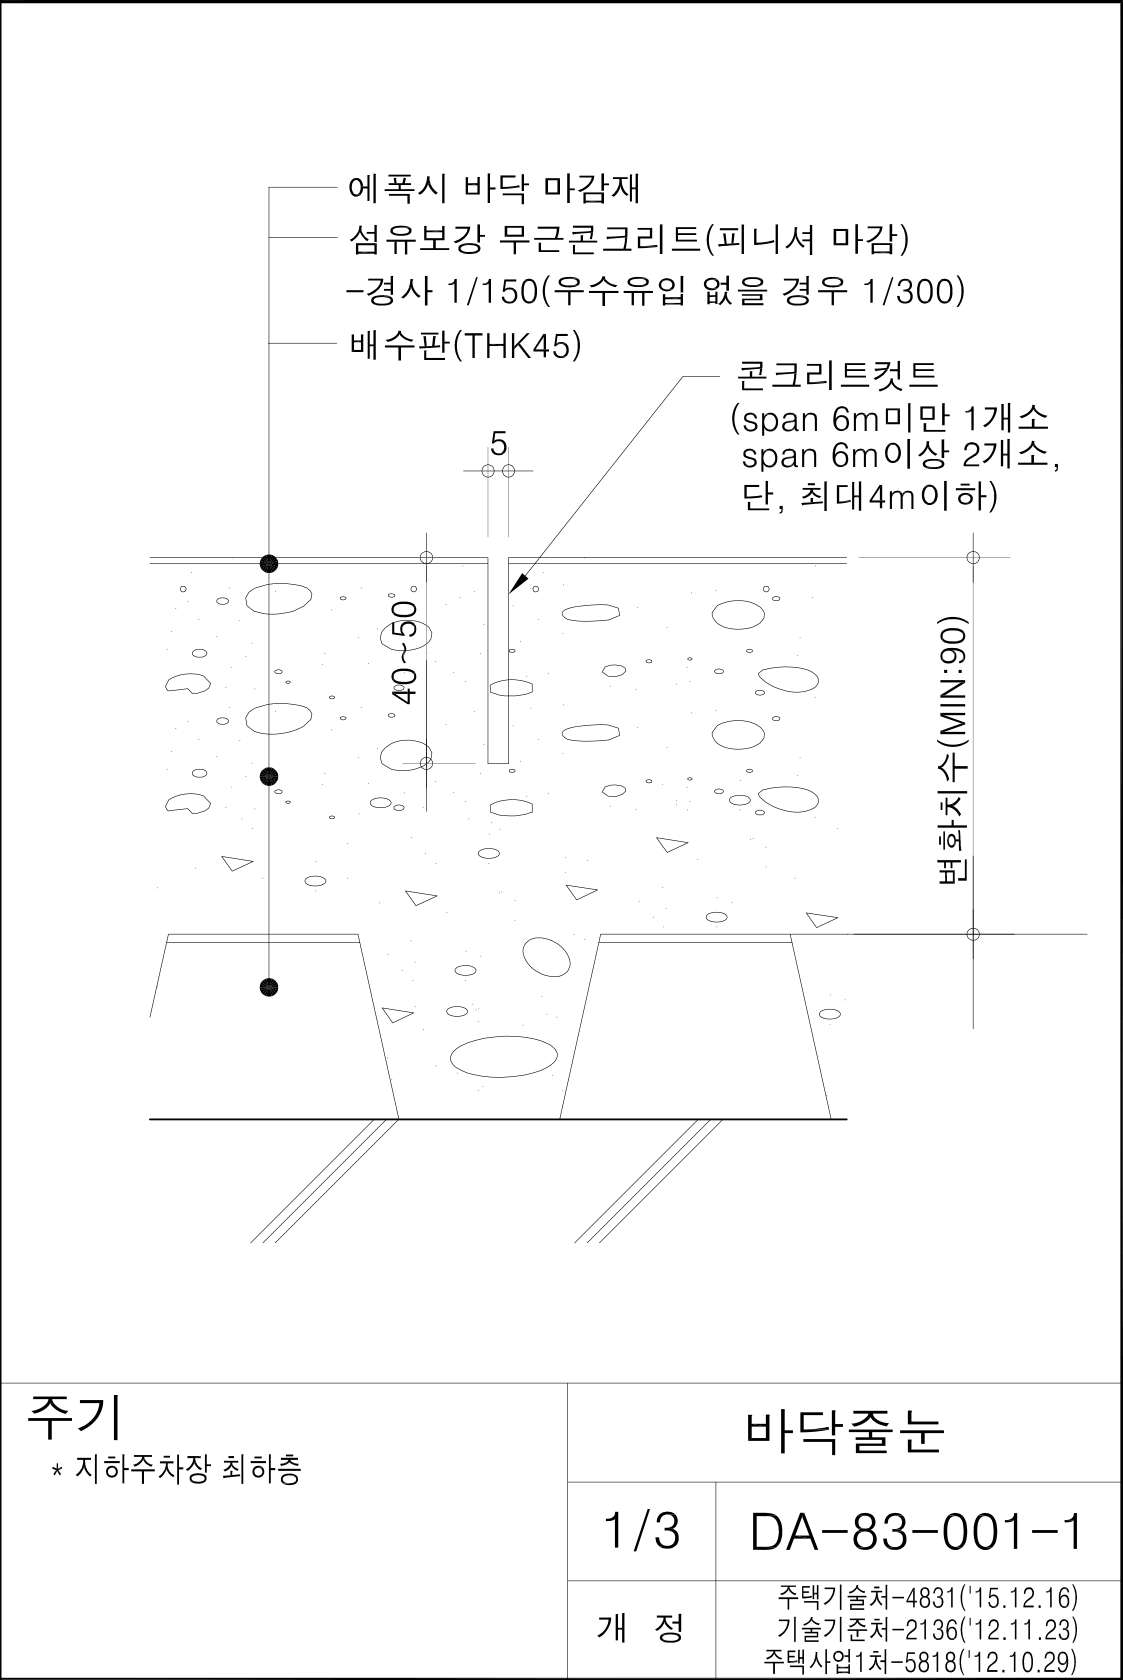 에폭시 바닥 마감재
섬유보강 무근콘크리트(피니셔 마감)
-경사 1/150(우수유입 없을 경우 1/300)
배수판(THK45)
콘크리트컷트
(span 6m미만 1개소
span 6m이상 2개소,
단, 최대4m이하)
5
40~50
변화치수(MIN:90)
주기
* 지하주차장 최하층
바닥줄눈
1/3
DA-83-001-1
개 정
주택기술처-4831('15.12.16)
기술기준처-2136('12.11.23)
주택사업1처-5818('12.10.29)